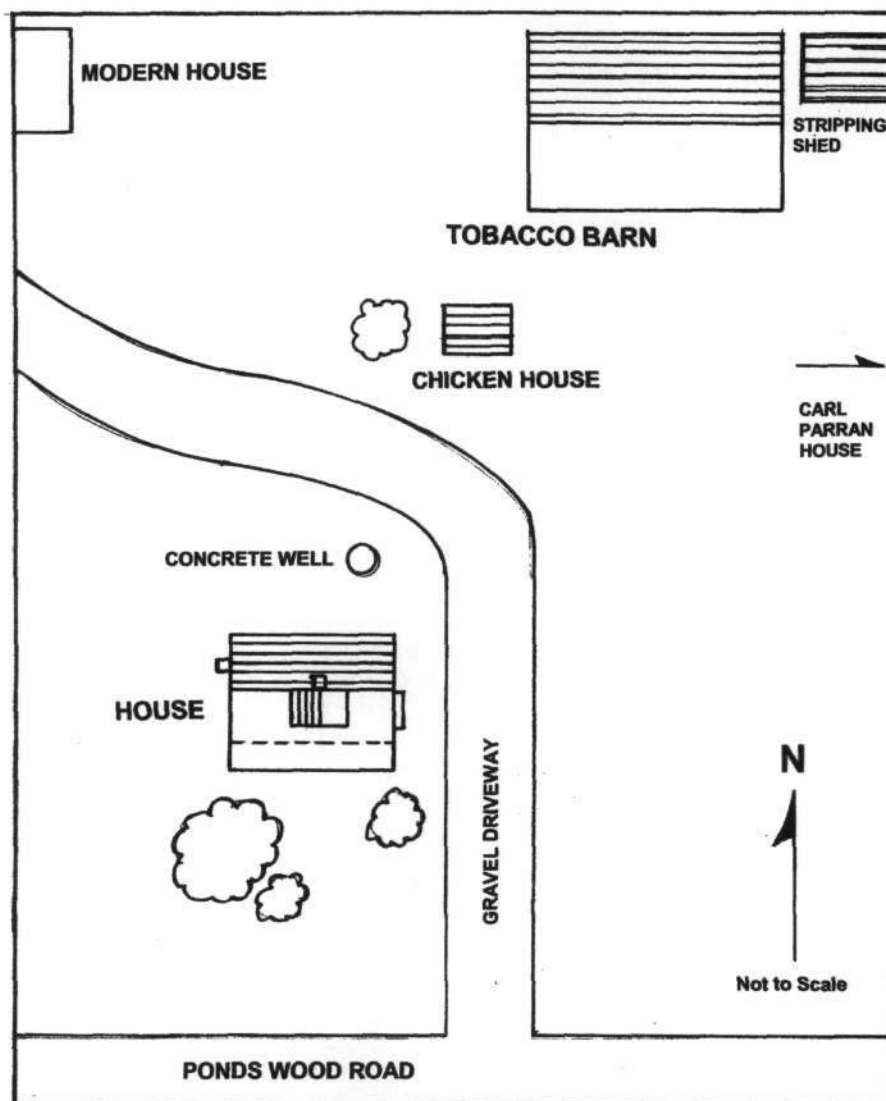 MODERN HOUSE
STRIPPING
SHED
TOBACCO BARN
CHICKEN HOUSE
CARL
PARRAN
HOUSE
CONCRETE WELL
HOUSE
GRAVEL DRIVEWAY
N
Not to Scale
PONDS WOOD ROAD